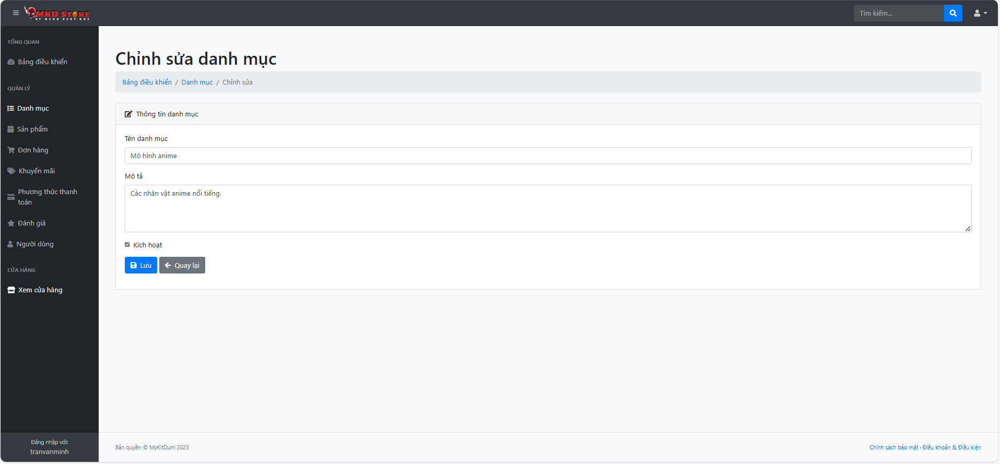 MKD Store
BY MINH KIET DUC
Tìm kiếm...
TỔNG QUAN
Bảng điều khiển
QUẢN LÝ
Danh mục
Sản phẩm
Đơn hàng
Khuyến mãi
Phương thức thanh
toán
Đánh giá
Người dùng
CỬA HÀNG
Xem cửa hàng
Đăng nhập với:
tranvanminh
Chỉnh sửa danh mục
Bảng điều khiển / Danh mục / Chỉnh sửa
Thông tin danh mục
Tên danh mục
Mô hình anime
Mô tả
Các nhân vật anime nổi tiếng.
Kích hoạt
Lưu
Quay lại
Bản quyền © MyKitDum 2023
Chính sách bảo mật · Điều khoản & Điều kiện